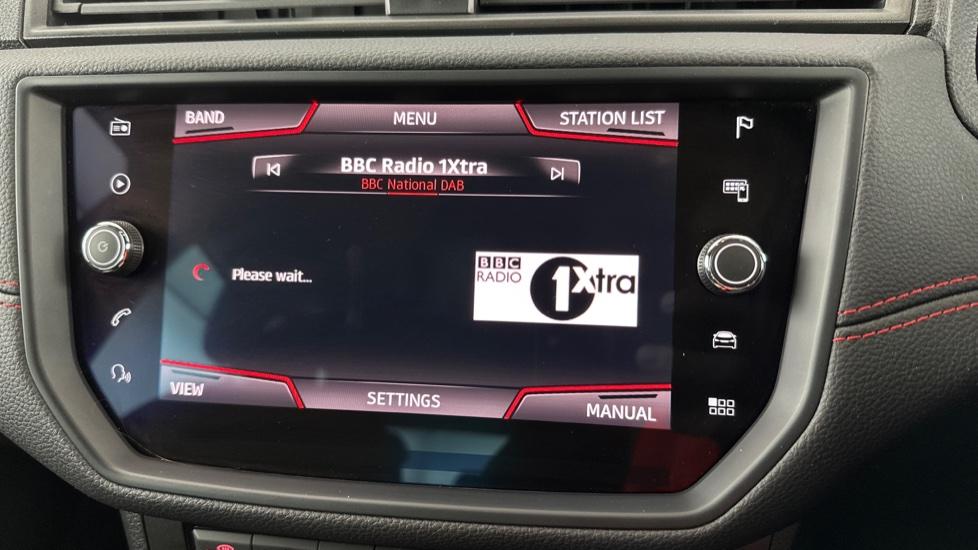 BAND
MENU
STATION LIST
BBC Radio 1Xtra
BBC National DAB
Please wait...
BBC
RADIO
1Xtra
VIEW
SETTINGS
MANUAL